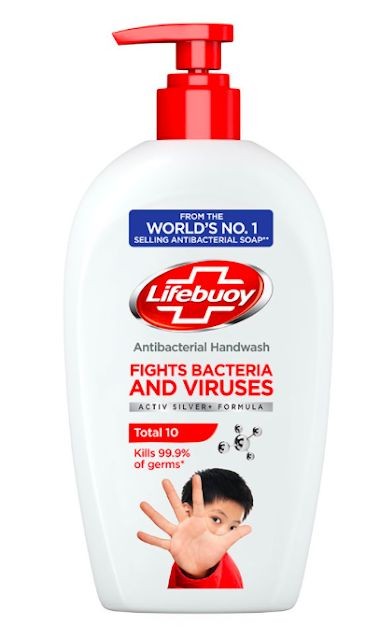 FROM THE
WORLD'S NO. 1
SELLING ANTIBACTERIAL SOAP**
Lifebuoy
Antibacterial Handwash
FIGHTS BACTERIA
AND VIRUSES
ACTIV SILVER+ FORMULA
Total 10
Kills 99.9%
of germs*